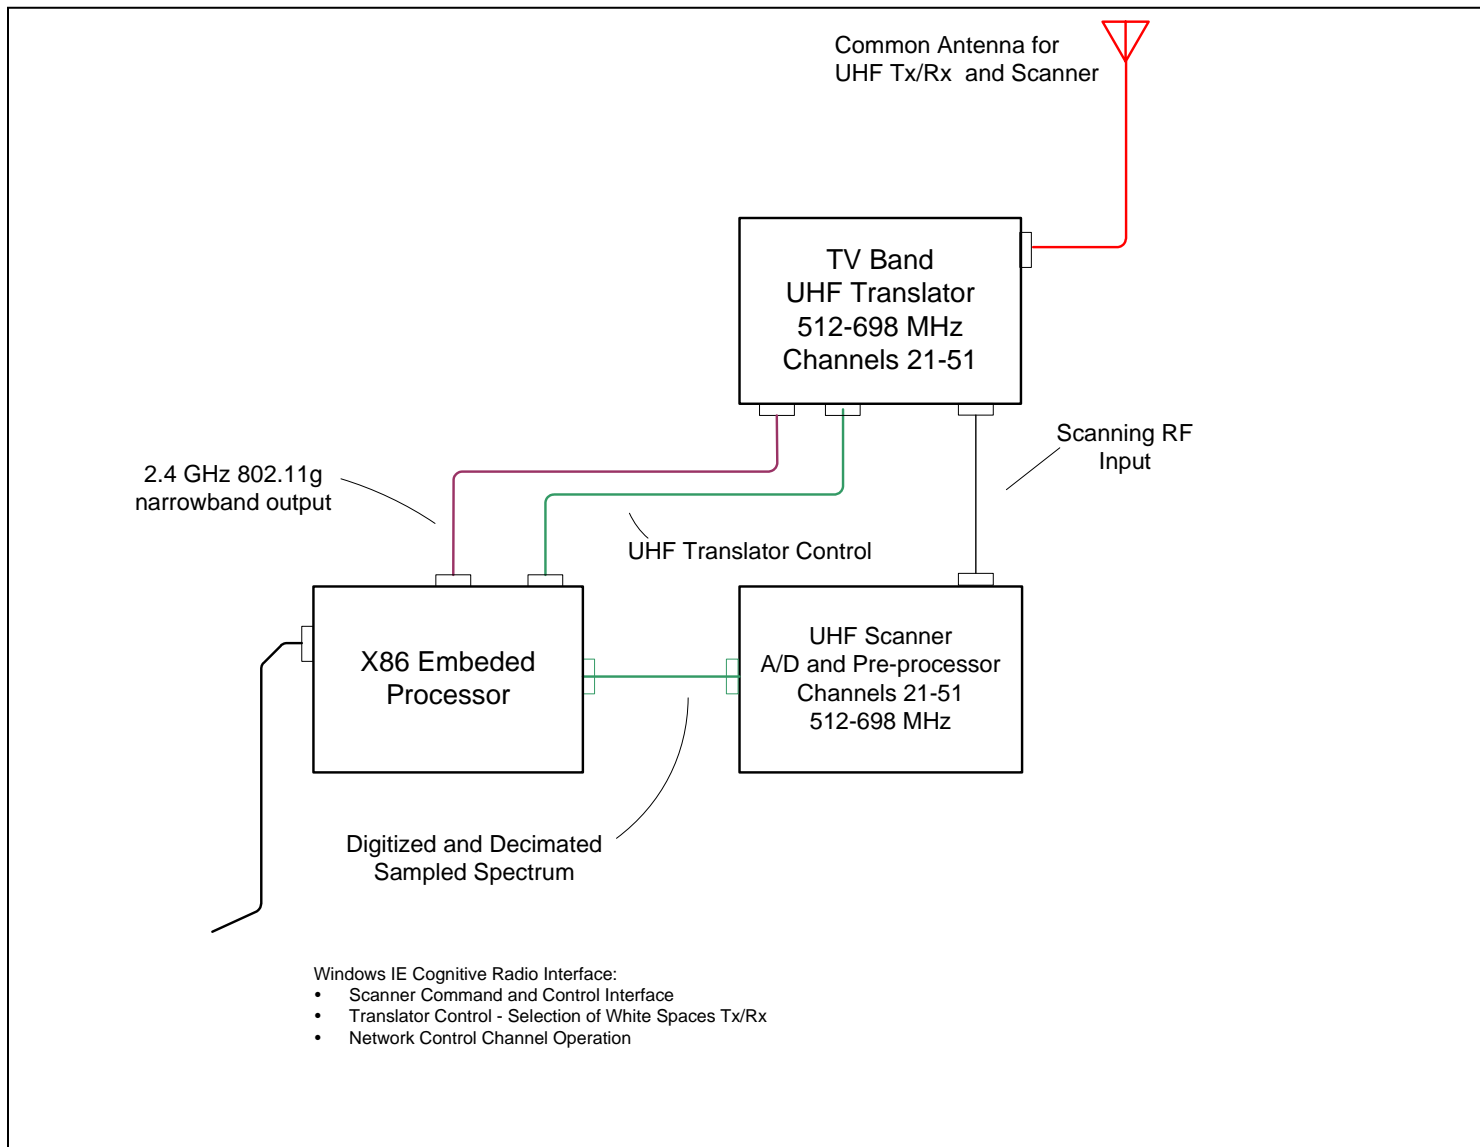 Common Antenna for
UHF Tx/Rx and Scanner
TV Band
UHF Translator
512-698 MHz
Channels 21-51
Scanning RF
Input
2.4 GHz 802.11g
narrowband output
UHF Translator Control
X86 Embeded
Processor
UHF Scanner
A/D and Pre-processor
Channels 21-51
512-698 MHz
Digitized and Decimated
Sampled Spectrum
Windows IE Cognitive Radio Interface:
• Scanner Command and Control Interface
• Translator Control - Selection of White Spaces Tx/Rx
• Network Control Channel Operation